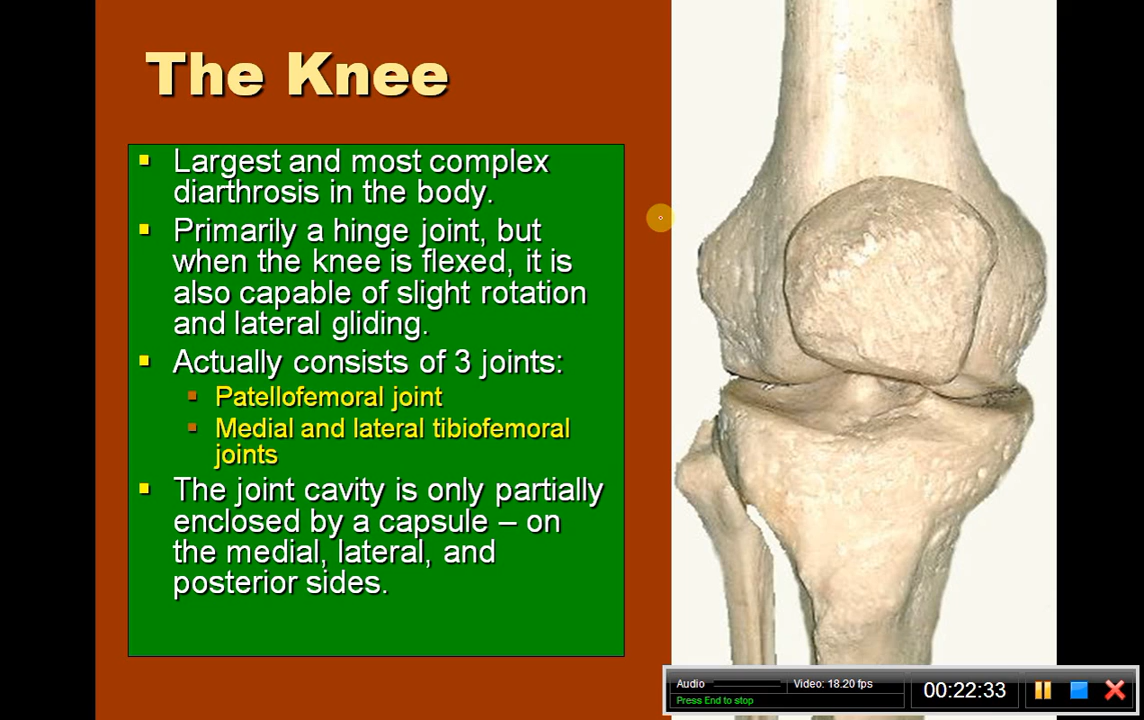 The Knee
Largest and most complex
diarthrosis in the body.
Primarily a hinge joint, but
when the knee is flexed, it is
also capable of slight rotation
and lateral gliding.
Actually consists of 3 joints:
Patellofemoral joint
Medial and lateral tibiofemoral
joints
The joint cavity is only partially
enclosed by a capsule – on
the medial, lateral, and
posterior sides.
Audio
Video: 18.20 fps
00:22:33
Press End to stop